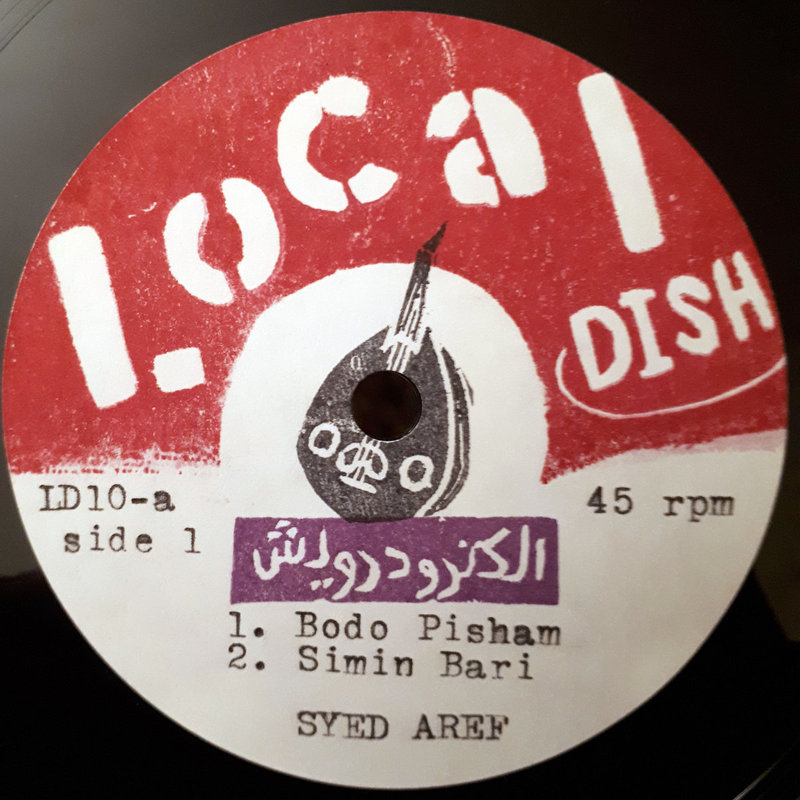 Local
DISH
LD10-a
side 1
45 rpm
الكترودرويش
1. Bodo Pisham
2. Simin Bari
SYED AREF